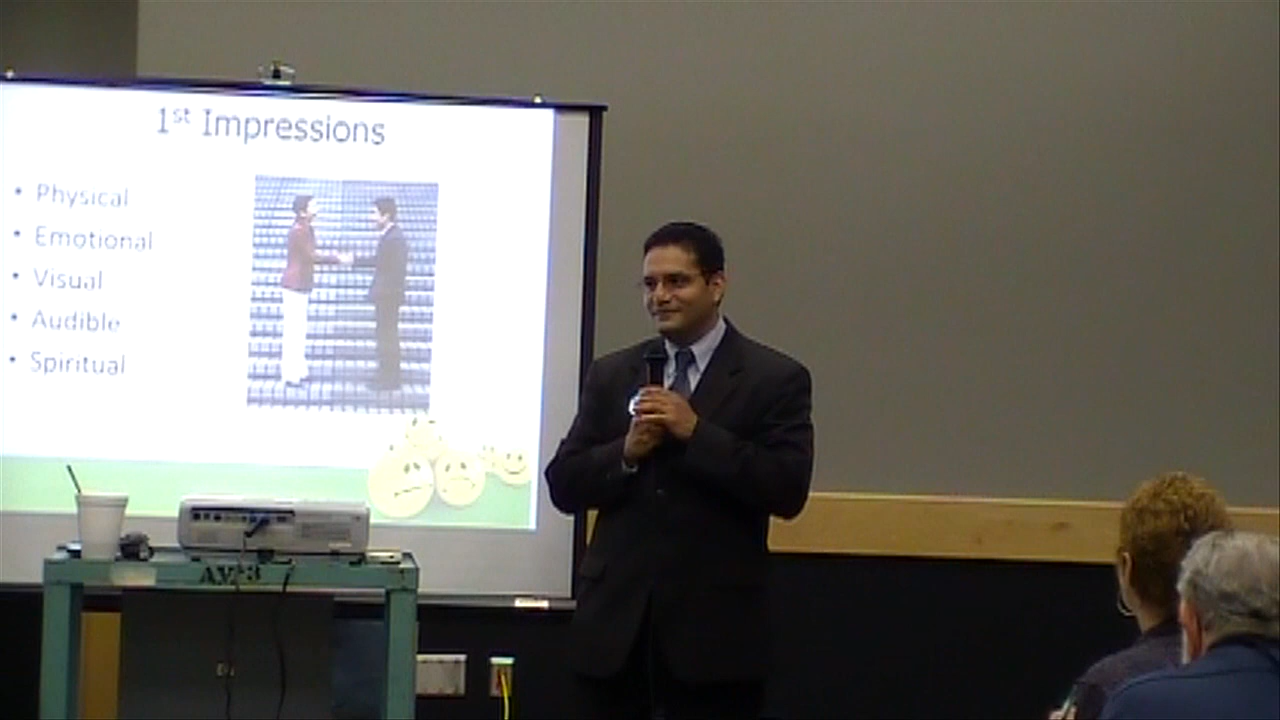 1st Impressions
• Physical
• Emotional
• Visual
• Audible
• Spiritual
AV#3